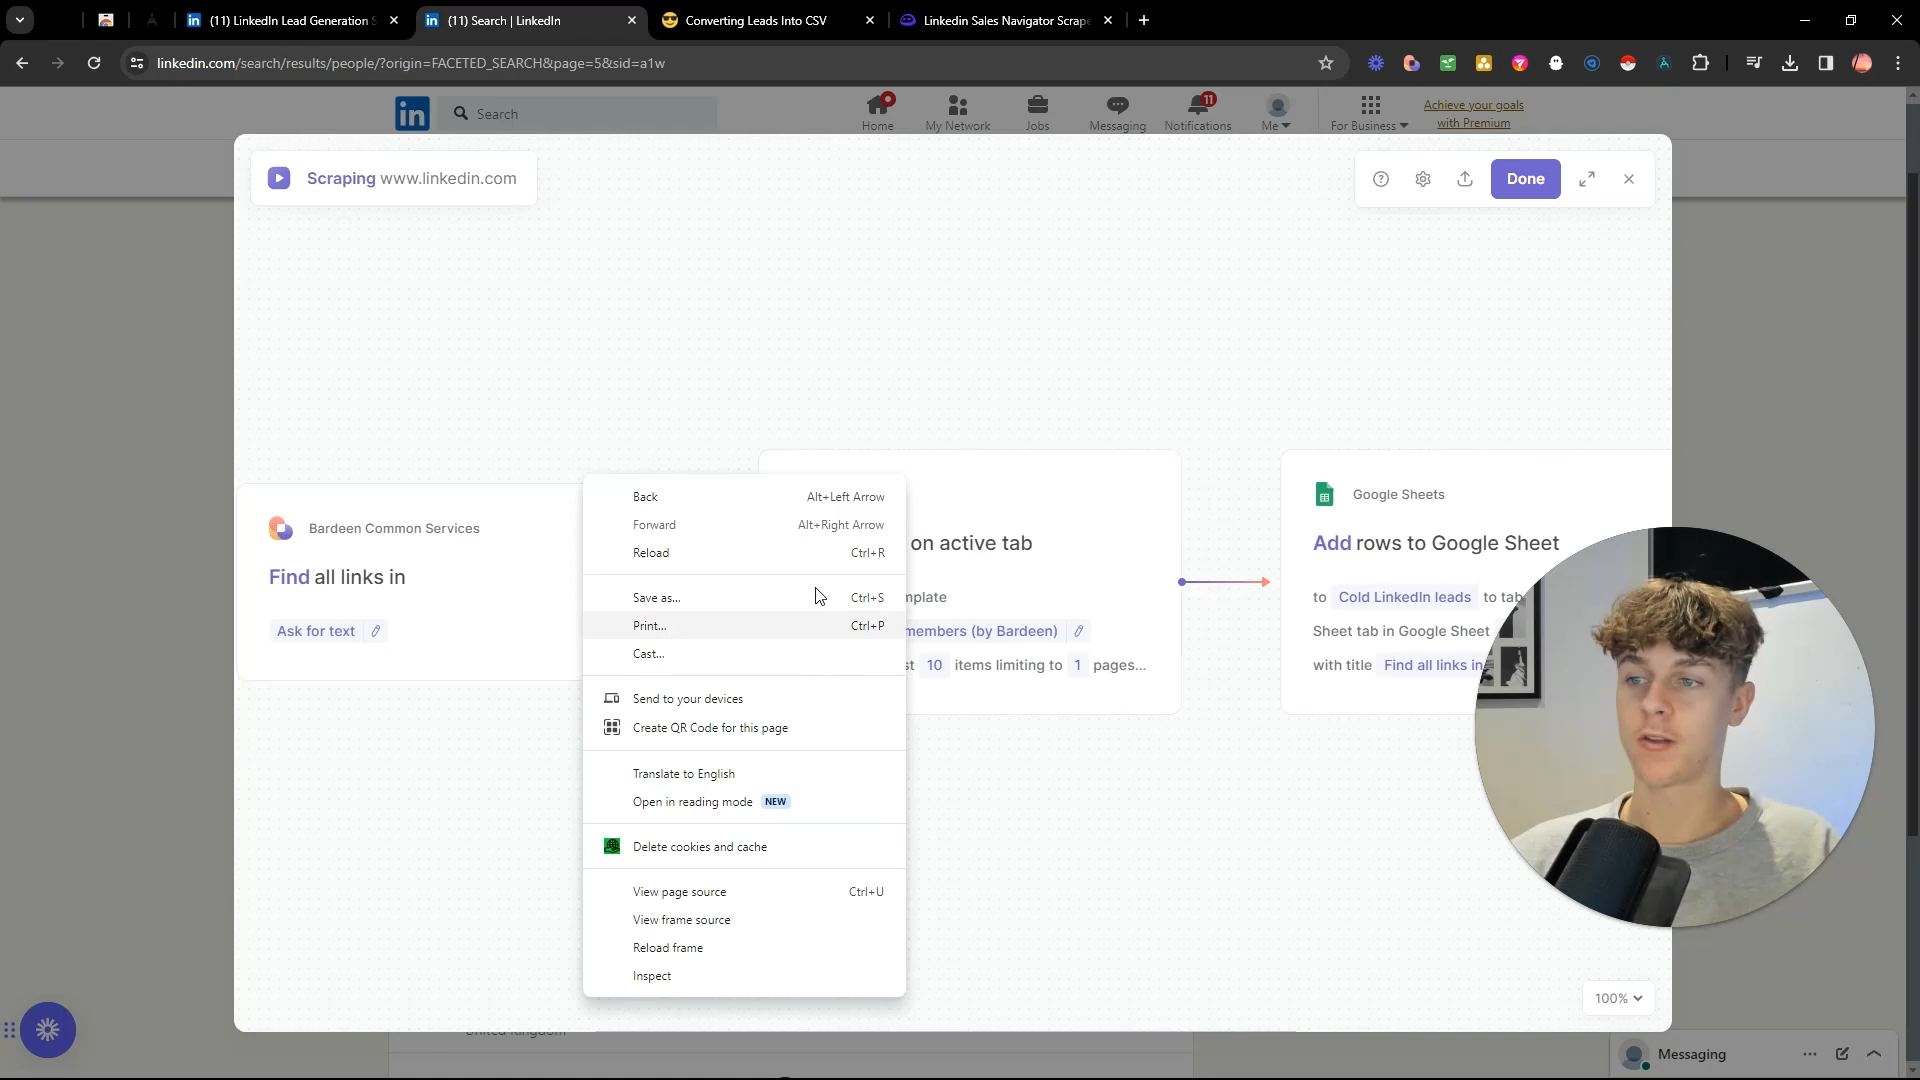 (11) LinkedIn Lead Generation S
(11) Search | LinkedIn
Converting Leads Into CSV
Linkedin Sales Navigator Scrape
linkedin.com/search/results/people/?origin=FACETED_SEARCH&page=5&sid=a1w
in
Search
Home
My Network
Jobs
Messaging
11
Notifications
Me
For Business
Achieve your goals
with Premium
Scraping www.linkedin.com
Done
Bardeen Common Services
Find all links in
Ask for text
Back Alt+Left Arrow
Forward Alt+Right Arrow
Reload Ctrl+R
Save as... Ctrl+S
Print... Ctrl+P
Cast...
Send to your devices
Create QR Code for this page
Translate to English
Open in reading mode NEW
Delete cookies and cache
View page source Ctrl+U
View frame source
Reload frame
Inspect
on active tab
mplate
members (by Bardeen)
st 10 items limiting to 1 pages...
Google Sheets
Add rows to Google Sheet
to Cold LinkedIn leads to tab
Sheet tab in Google Sheet
with title Find all links in
100%
United Kingdom
Messaging